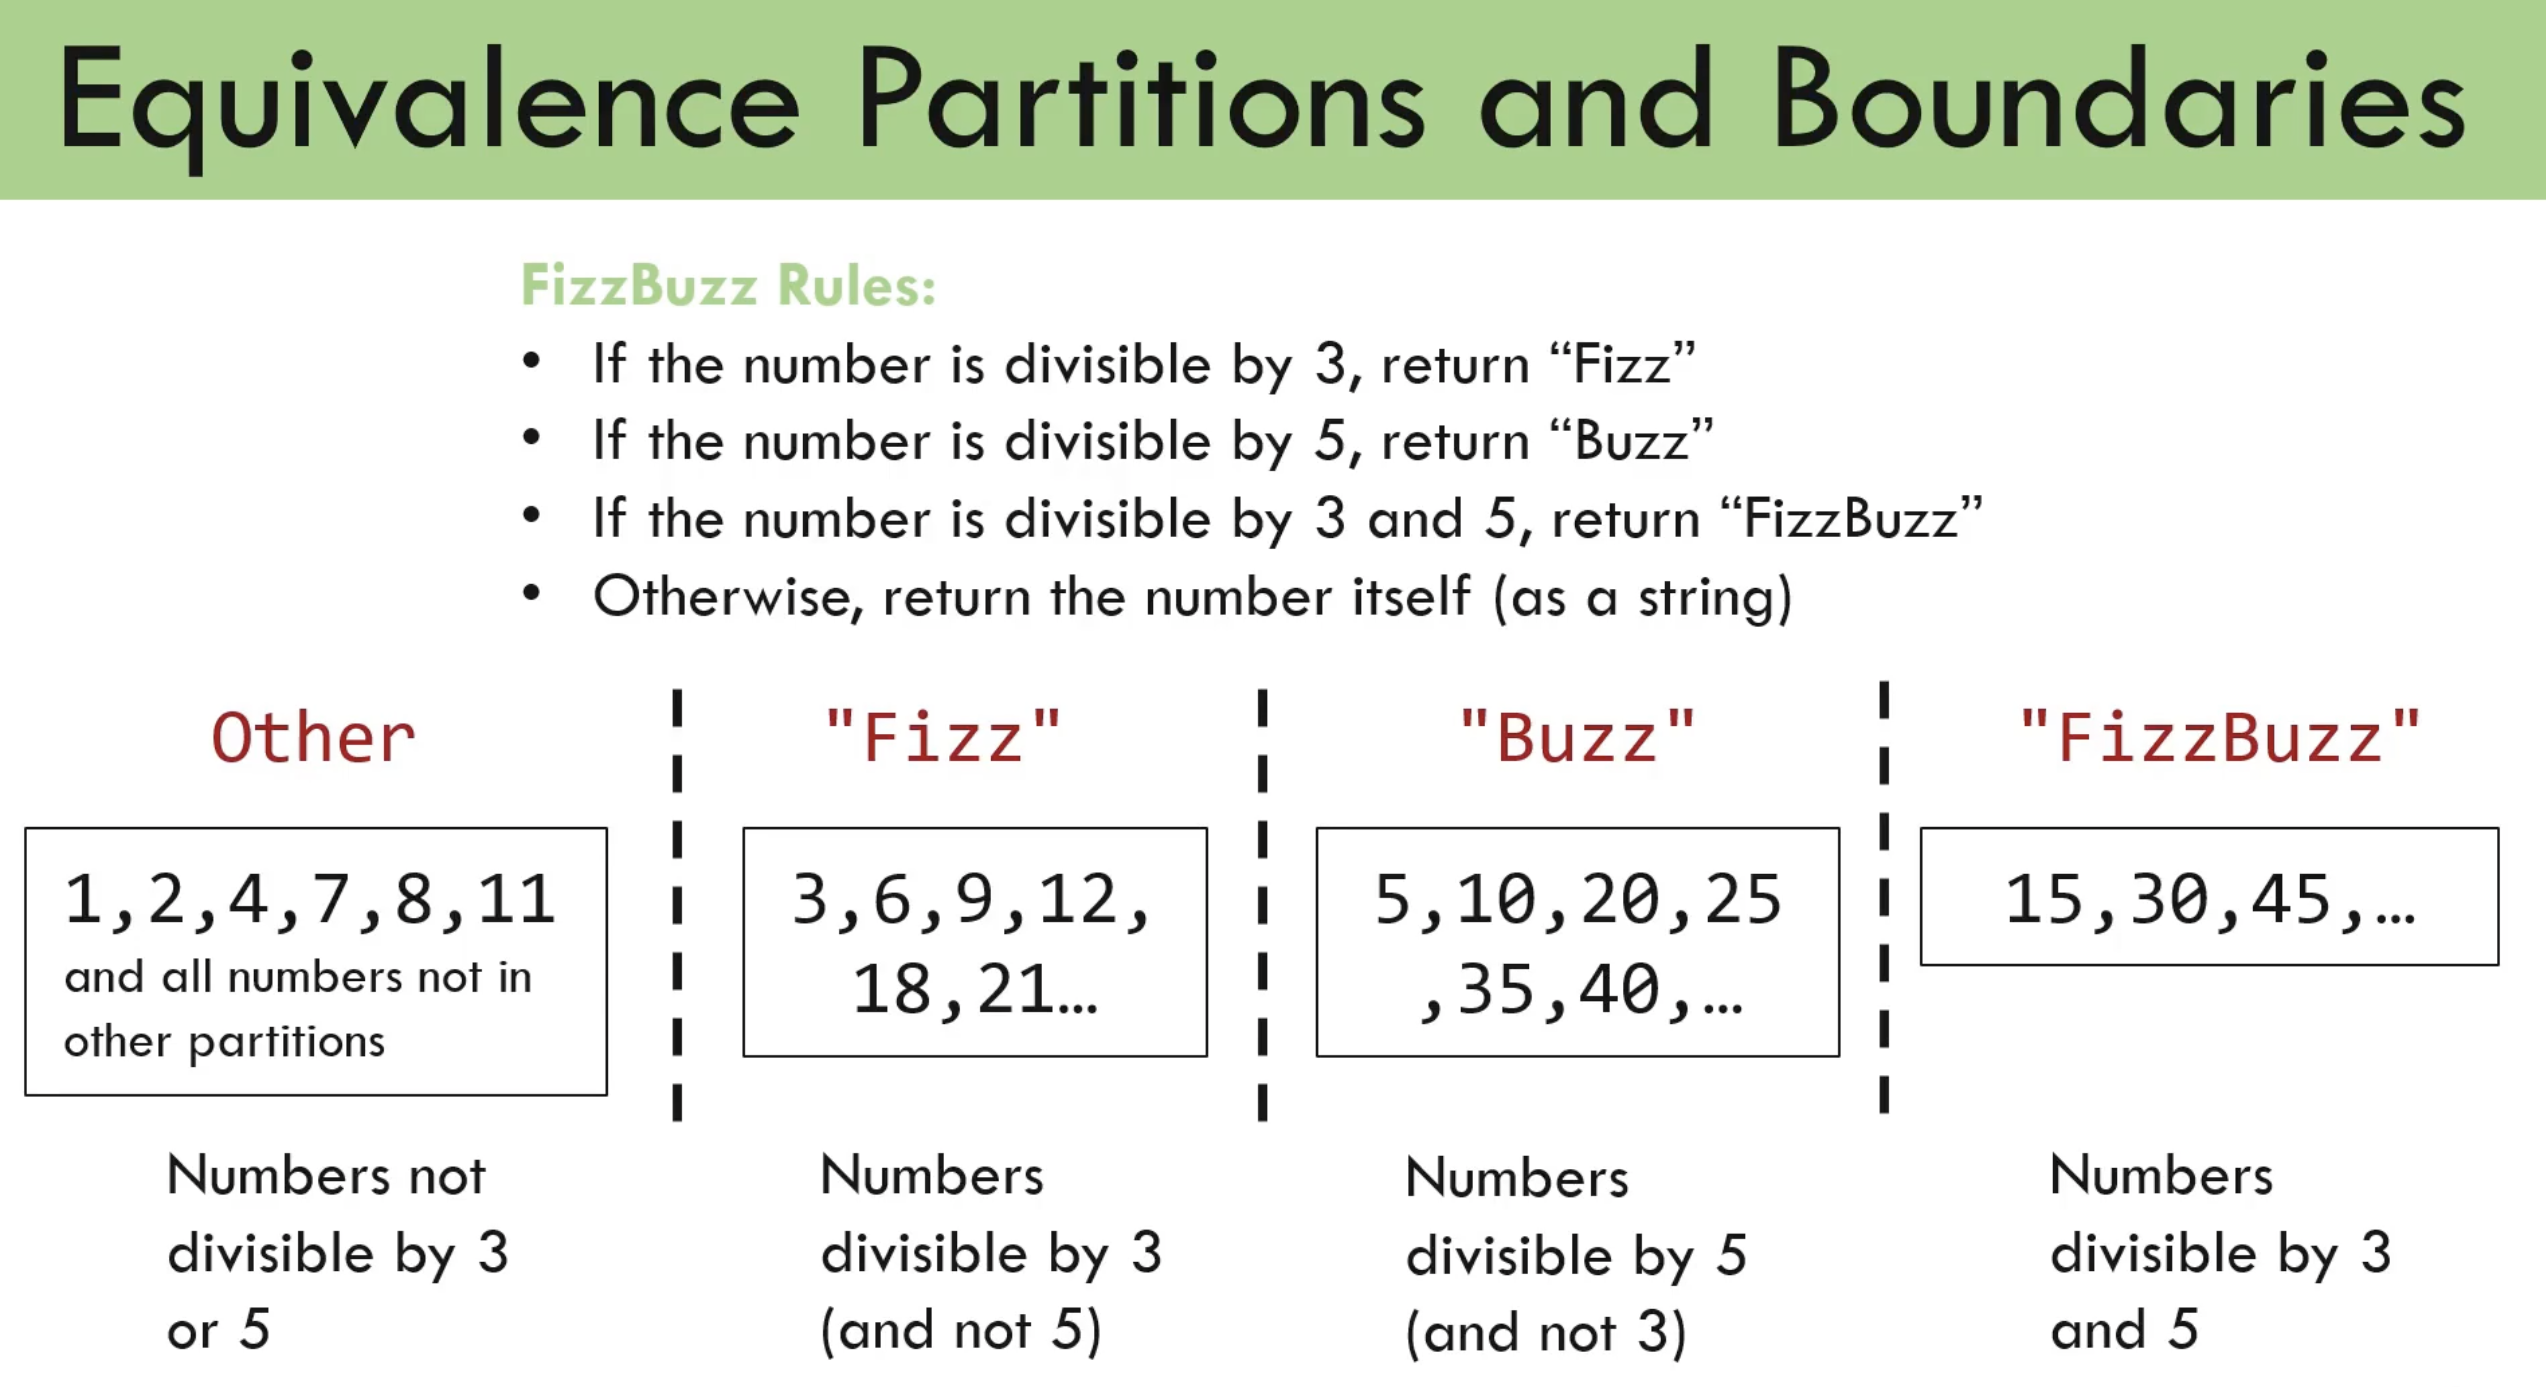 Equivalence Partitions and Boundaries
FizzBuzz Rules:
• If the number is divisible by 3, return “Fizz”
• If the number is divisible by 5, return “Buzz”
• If the number is divisible by 3 and 5, return “FizzBuzz”
• Otherwise, return the number itself (as a string)
Other
1,2,4,7,8,11
and all numbers not in
other partitions
Numbers not
divisible by 3
or 5
"Fizz"
3,6,9,12,
18,21…
Numbers
divisible by 3
(and not 5)
"Buzz"
5,10,20,25
,35,40,…
Numbers
divisible by 5
(and not 3)
"FizzBuzz"
15,30,45,…
Numbers
divisible by 3
and 5